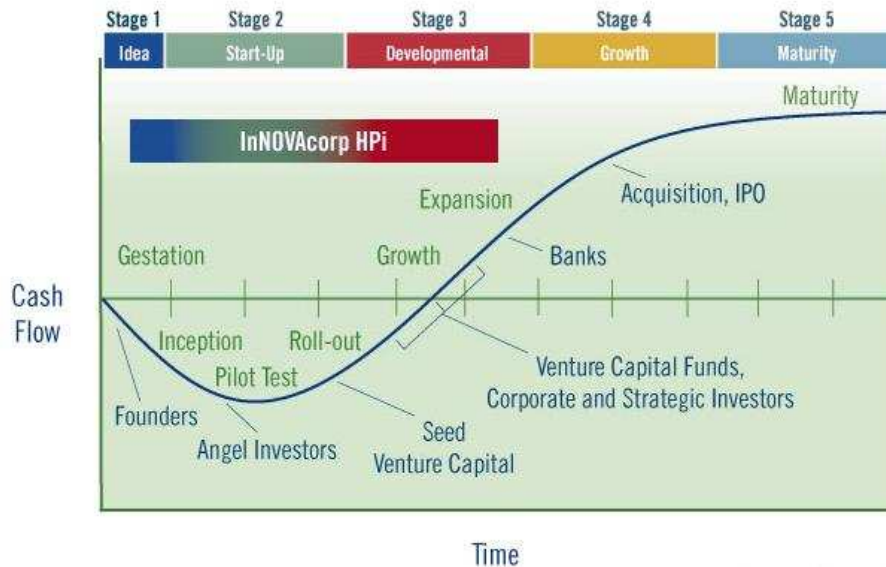 Stage 1
Stage 2
Stage 3
Stage 4
Stage 5
Idea
Start-Up
Developmental
Growth
Maturity
Maturity
InNOVAcorp HPi
Acquisition, IPO
Expansion
Gestation
Growth
Banks
Cash
Flow
Inception
Roll-out
Pilot Test
Venture Capital Funds,
Corporate and Strategic Investors
Founders
Angel Investors
Seed
Venture Capital
Time